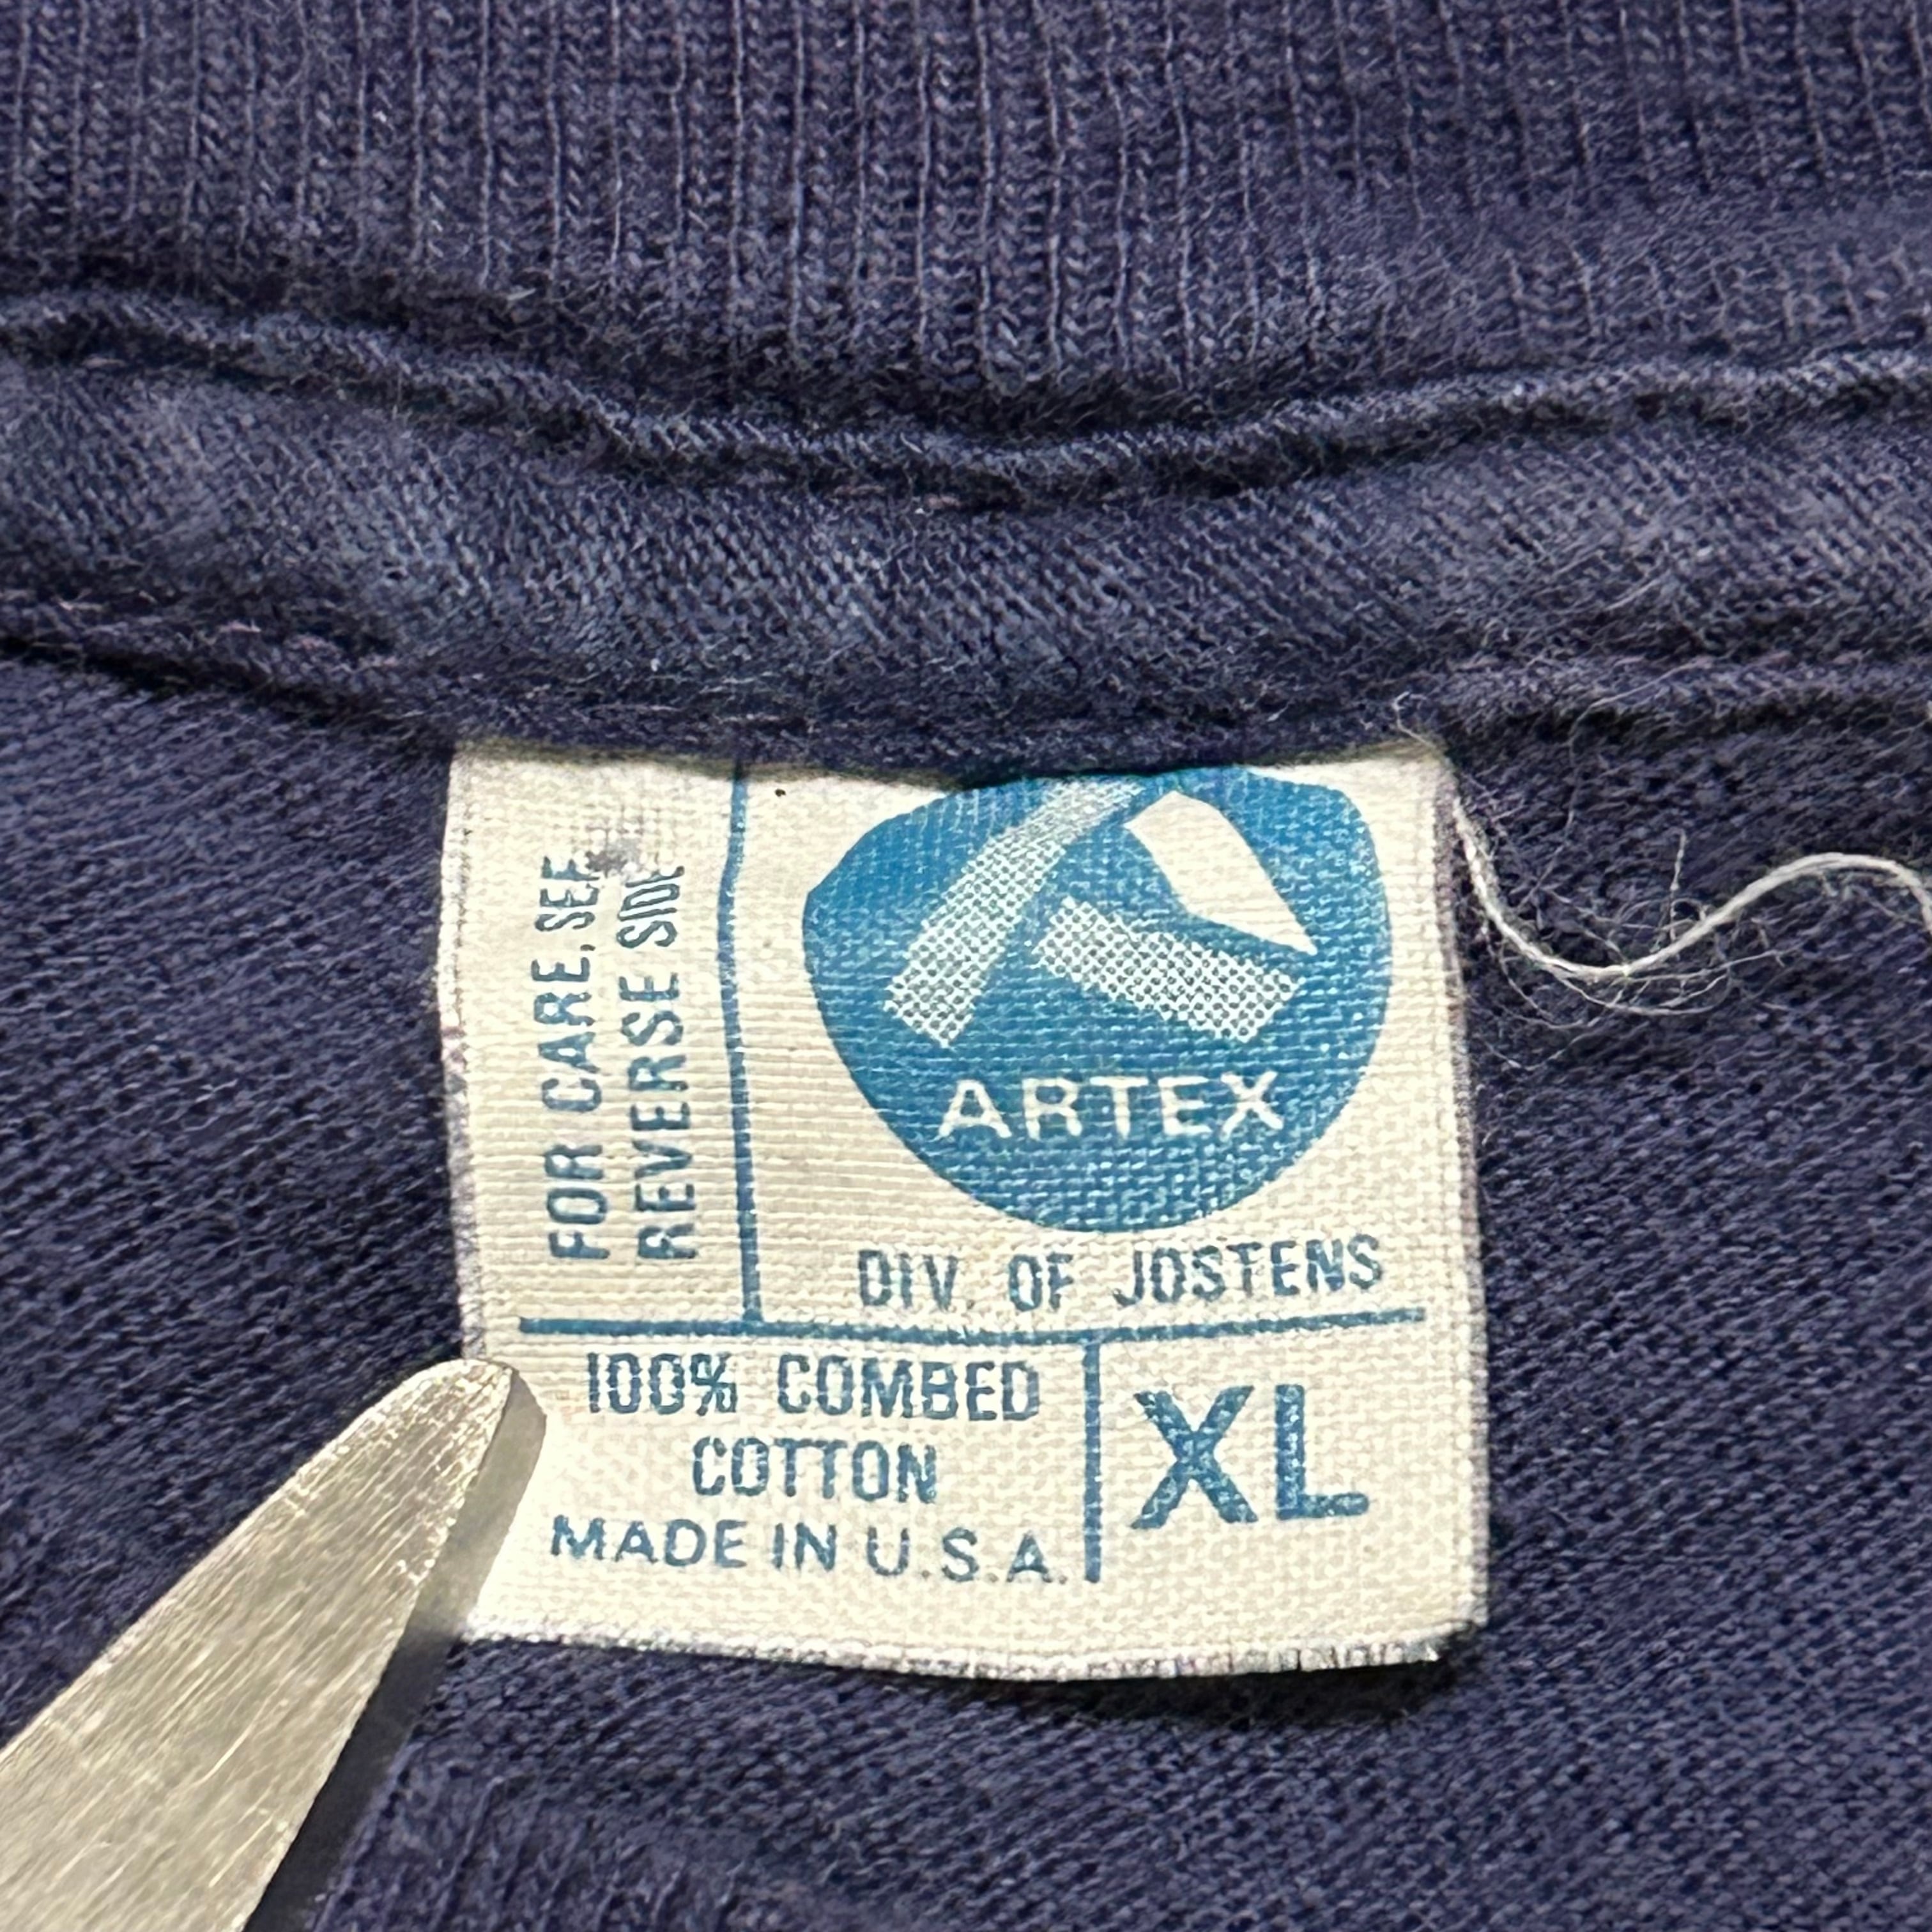 FOR CARE, SEE
REVERSE SIDE
ARTEX
DIV. OF JOSTENS
100% COMBED
COTTON
MADE IN U.S.A.
XL